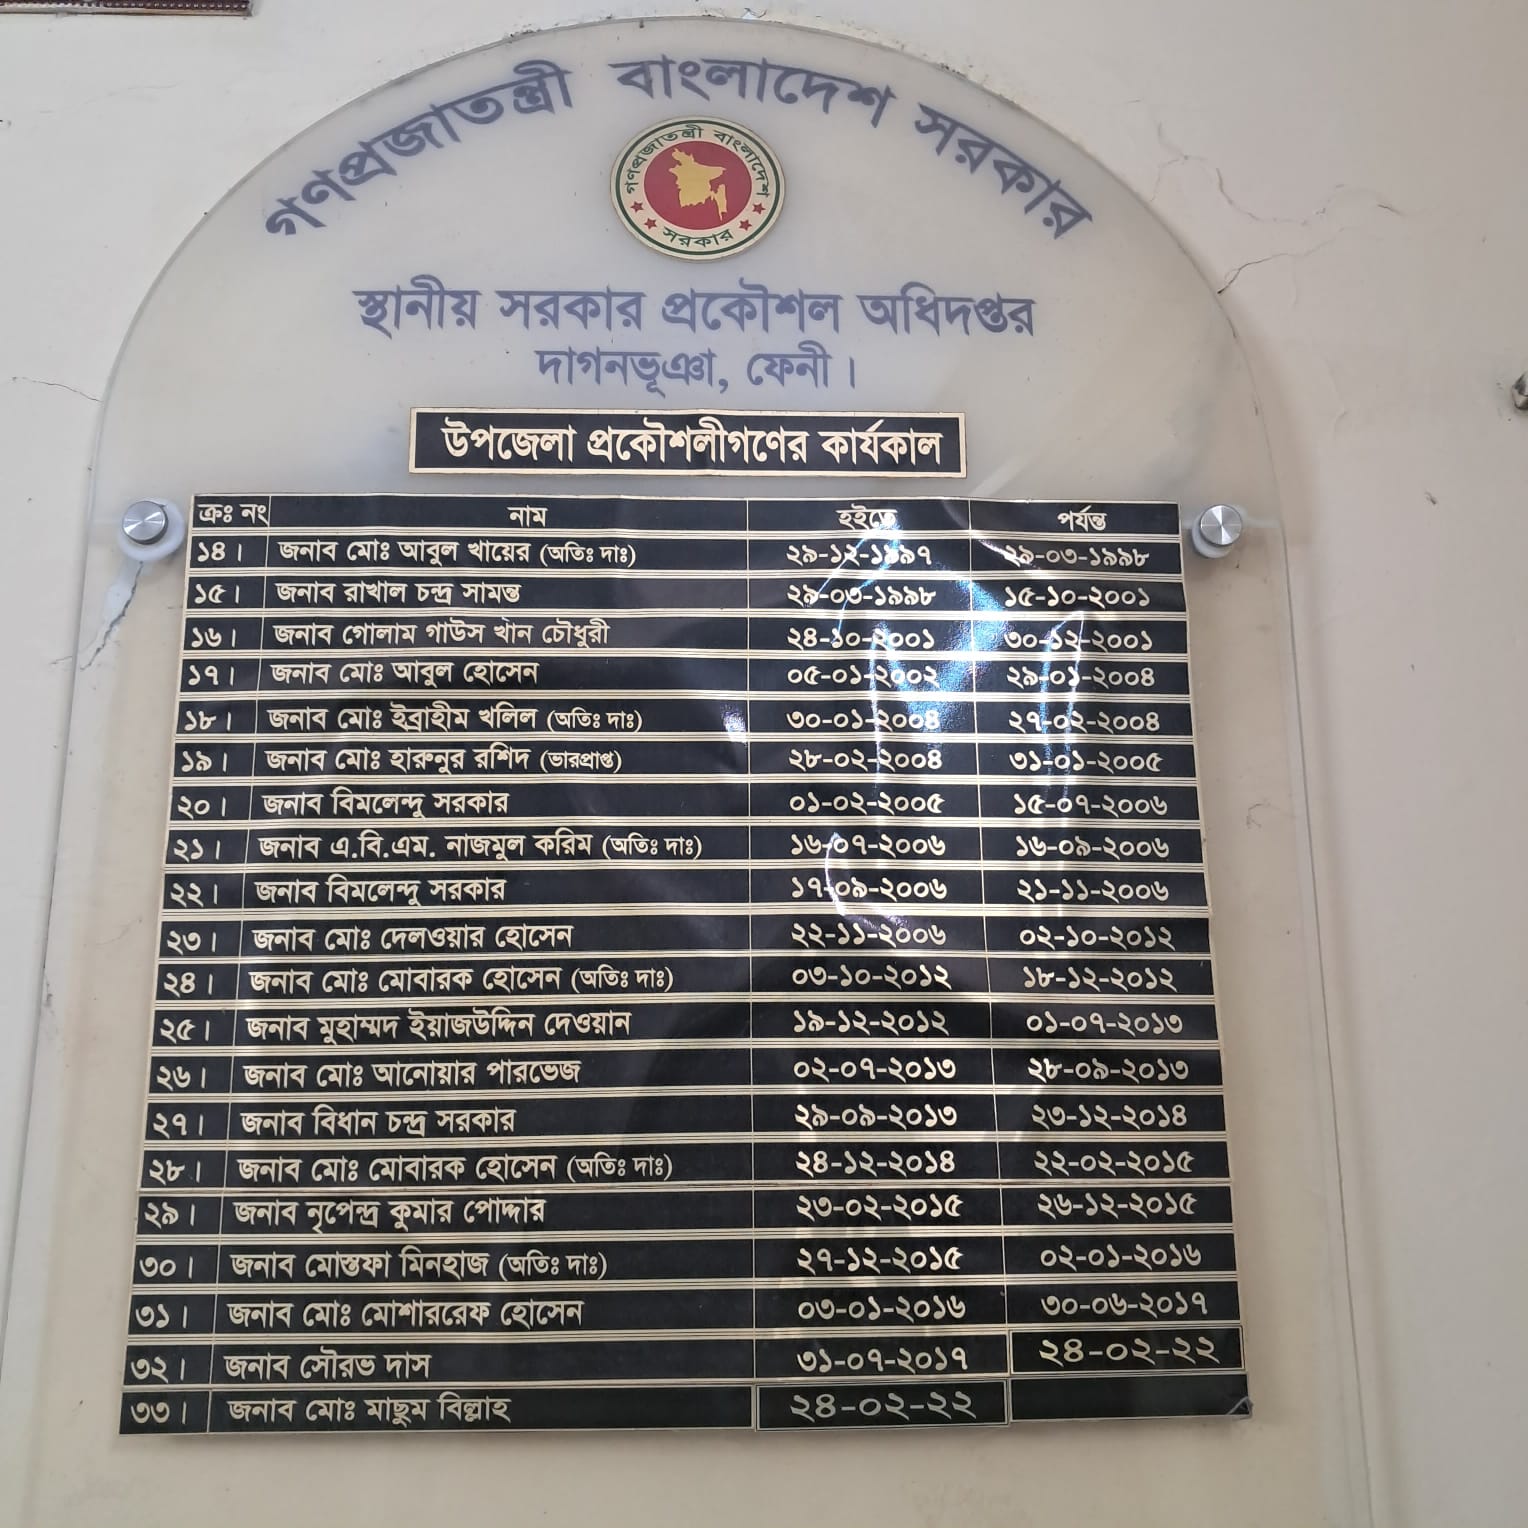 গণপ্রজাতন্ত্রী বাংলাদেশ সরকার
গণপ্রজাতন্ত্রী বাংলাদেশ
সরকার
স্থানীয় সরকার প্রকৌশল অধিদপ্তর
দাগনভূঞা, ফেনী।
উপজেলা প্রকৌশলীগণের কার্যকাল
ক্রঃ নং নাম হইতে পর্যন্ত
১৪। জনাব মোঃ আবুল খায়ের (অতিঃ দাঃ) ২৯-১২-১৯৯৭ ২৯-০৩-১৯৯৮
১৫। জনাব রাখাল চন্দ্র সামন্ত ২৯-০৩-১৯৯৮ ১৫-১০-২০০১
১৬। জনাব গোলাম গাউস খাঁন চৌধুরী ২৪-১০-২০০১ ৩০-১২-২০০১
১৭। জনাব মোঃ আবুল হোসেন ০৫-০১-২০০২ ২৯-০১-২০০৪
১৮। জনাব মোঃ ইব্রাহীম খলিল (অতিঃ দাঃ) ৩০-০১-২০০৪ ২৭-০২-২০০৪
১৯। জনাব মোঃ হারুনুর রশিদ (ভারপ্রাপ্ত) ২৮-০২-২০০৪ ৩১-০১-২০০৫
২০। জনাব বিমলেন্দু সরকার ০১-০২-২০০৫ ১৫-০৭-২০০৬
২১। জনাব এ.বি.এম. নাজমুল করিম (অতিঃ দাঃ) ১৬-০৭-২০০৬ ১৬-০৯-২০০৬
২২। জনাব বিমলেন্দু সরকার ১৭-০৯-২০০৬ ২১-১১-২০০৬
২৩। জনাব মোঃ দেলওয়ার হোসেন ২২-১১-২০০৬ ০২-১০-২০১২
২৪। জনাব মোঃ মোবারক হোসেন (অতিঃ দাঃ) ০৩-১০-২০১২ ১৮-১২-২০১২
২৫। জনাব মুহাম্মদ ইয়াজউদ্দিন দেওয়ান ১৯-১২-২০১২ ০১-০৭-২০১৩
২৬। জনাব মোঃ আনোয়ার পারভেজ ০২-০৭-২০১৩ ২৮-০৯-২০১৩
২৭। জনাব বিধান চন্দ্র সরকার ২৯-০৯-২০১৩ ২৩-১২-২০১৪
২৮। জনাব মোঃ মোবারক হোসেন (অতিঃ দাঃ) ২৪-১২-২০১৪ ২২-০২-২০১৫
২৯। জনাব নৃপেন্দ্র কুমার পোদ্দার ২৩-০২-২০১৫ ২৬-১২-২০১৫
৩০। জনাব মোস্তফা মিনহাজ (অতিঃ দাঃ) ২৭-১২-২০১৫ ০২-০১-২০১৬
৩১। জনাব মোঃ মোশাররেফ হোসেন ০৩-০১-২০১৬ ৩০-০৬-২০১৭
৩২। জনাব সৌরভ দাস ৩১-০৭-২০১৭ ২৪-০২-২২
৩৩। জনাব মোঃ মাছুম বিল্লাহ ২৪-০২-২২